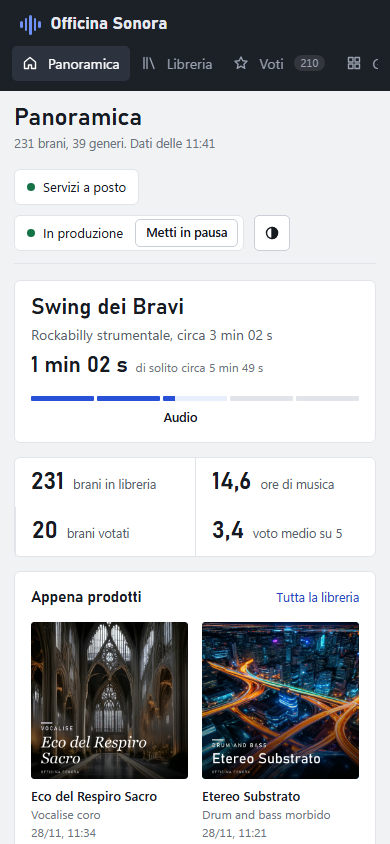 Officina Sonora
Panoramica
Libreria
Voti 210
Panoramica
231 brani, 39 generi. Dati delle 11:41
Servizi a posto
In produzione
Metti in pausa
Swing dei Bravi
Rockabilly strumentale, circa 3 min 02 s
1 min 02 s di solito circa 5 min 49 s
Audio
231 brani in libreria
14,6 ore di musica
20 brani votati
3,4 voto medio su 5
Appena prodotti
Tutta la libreria
VOCALISE
Eco del Respiro
Sacro
OFFICINA SONORA
DRUM AND BASS
Etereo Substrato
OFFICINA SONORA
Eco del Respiro Sacro
Vocalise coro
28/11, 11:34
Etereo Substrato
Drum and bass morbido
28/11, 11:21